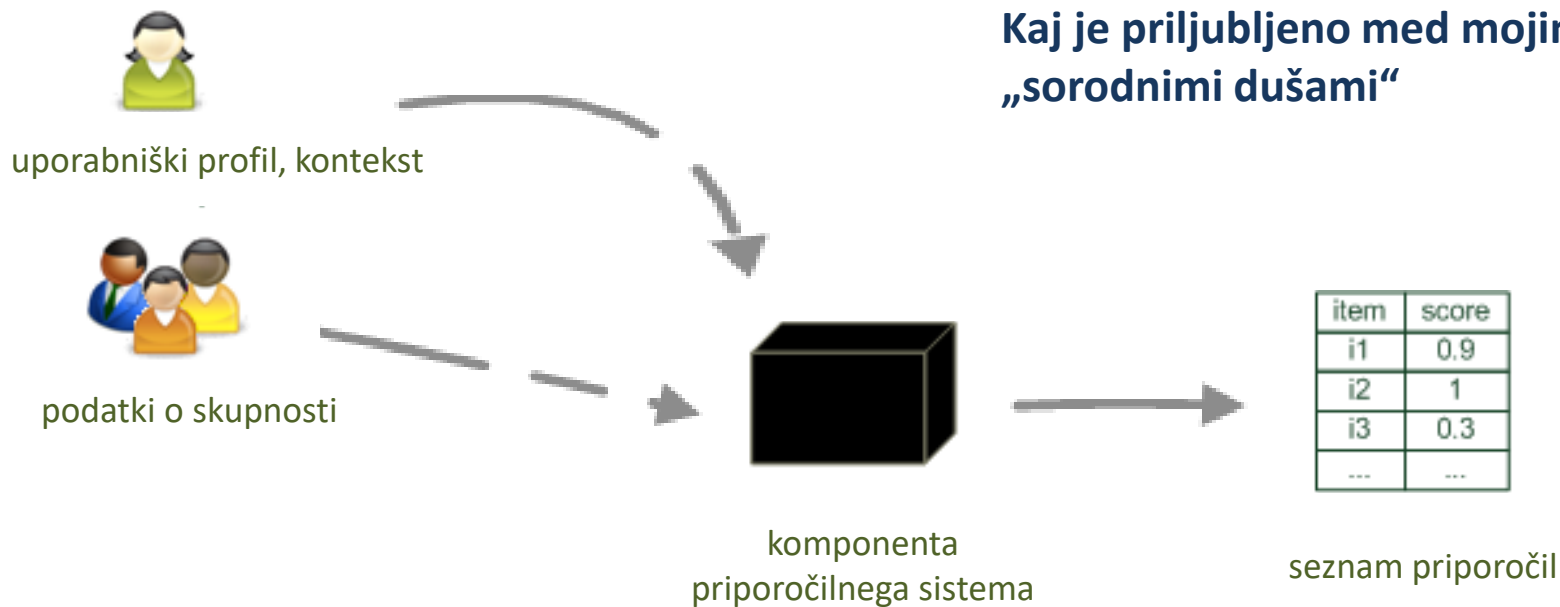 Kaj je priljubljeno med
„sorodnimi dušami“
uporabniški profil, kontekst
podatki o skupnosti
item score
i1 0.9
i2 1
i3 0.3
... ...
komponenta
priporočilnega sistema
seznam priporočil